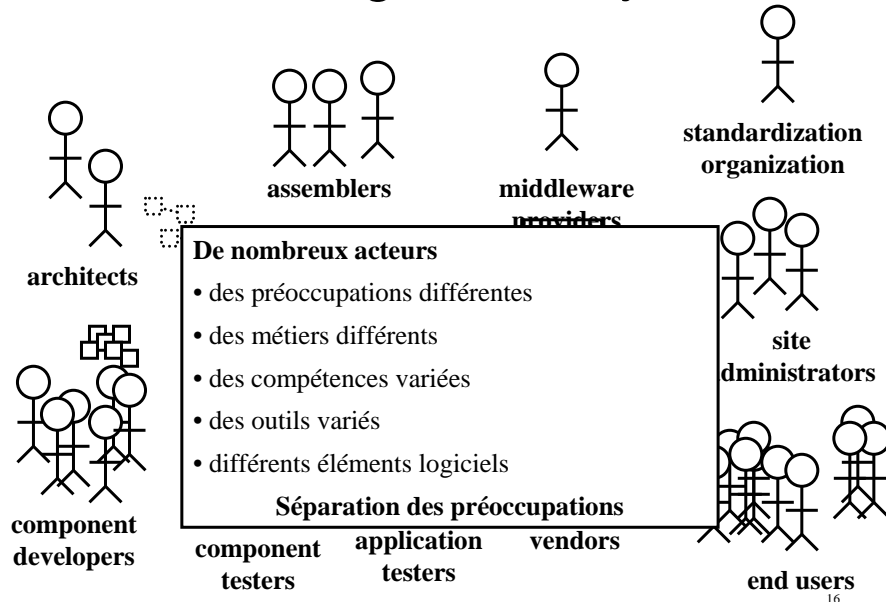 standardization
organization
assemblers
middleware
providers
architects
De nombreux acteurs
• des préoccupations différentes
• des métiers différents
• des compétences variées
• des outils variés
• différents éléments logiciels
Séparation des préoccupations
site
dministrators
component
developers
component
testers
application
testers
vendors
end users
16